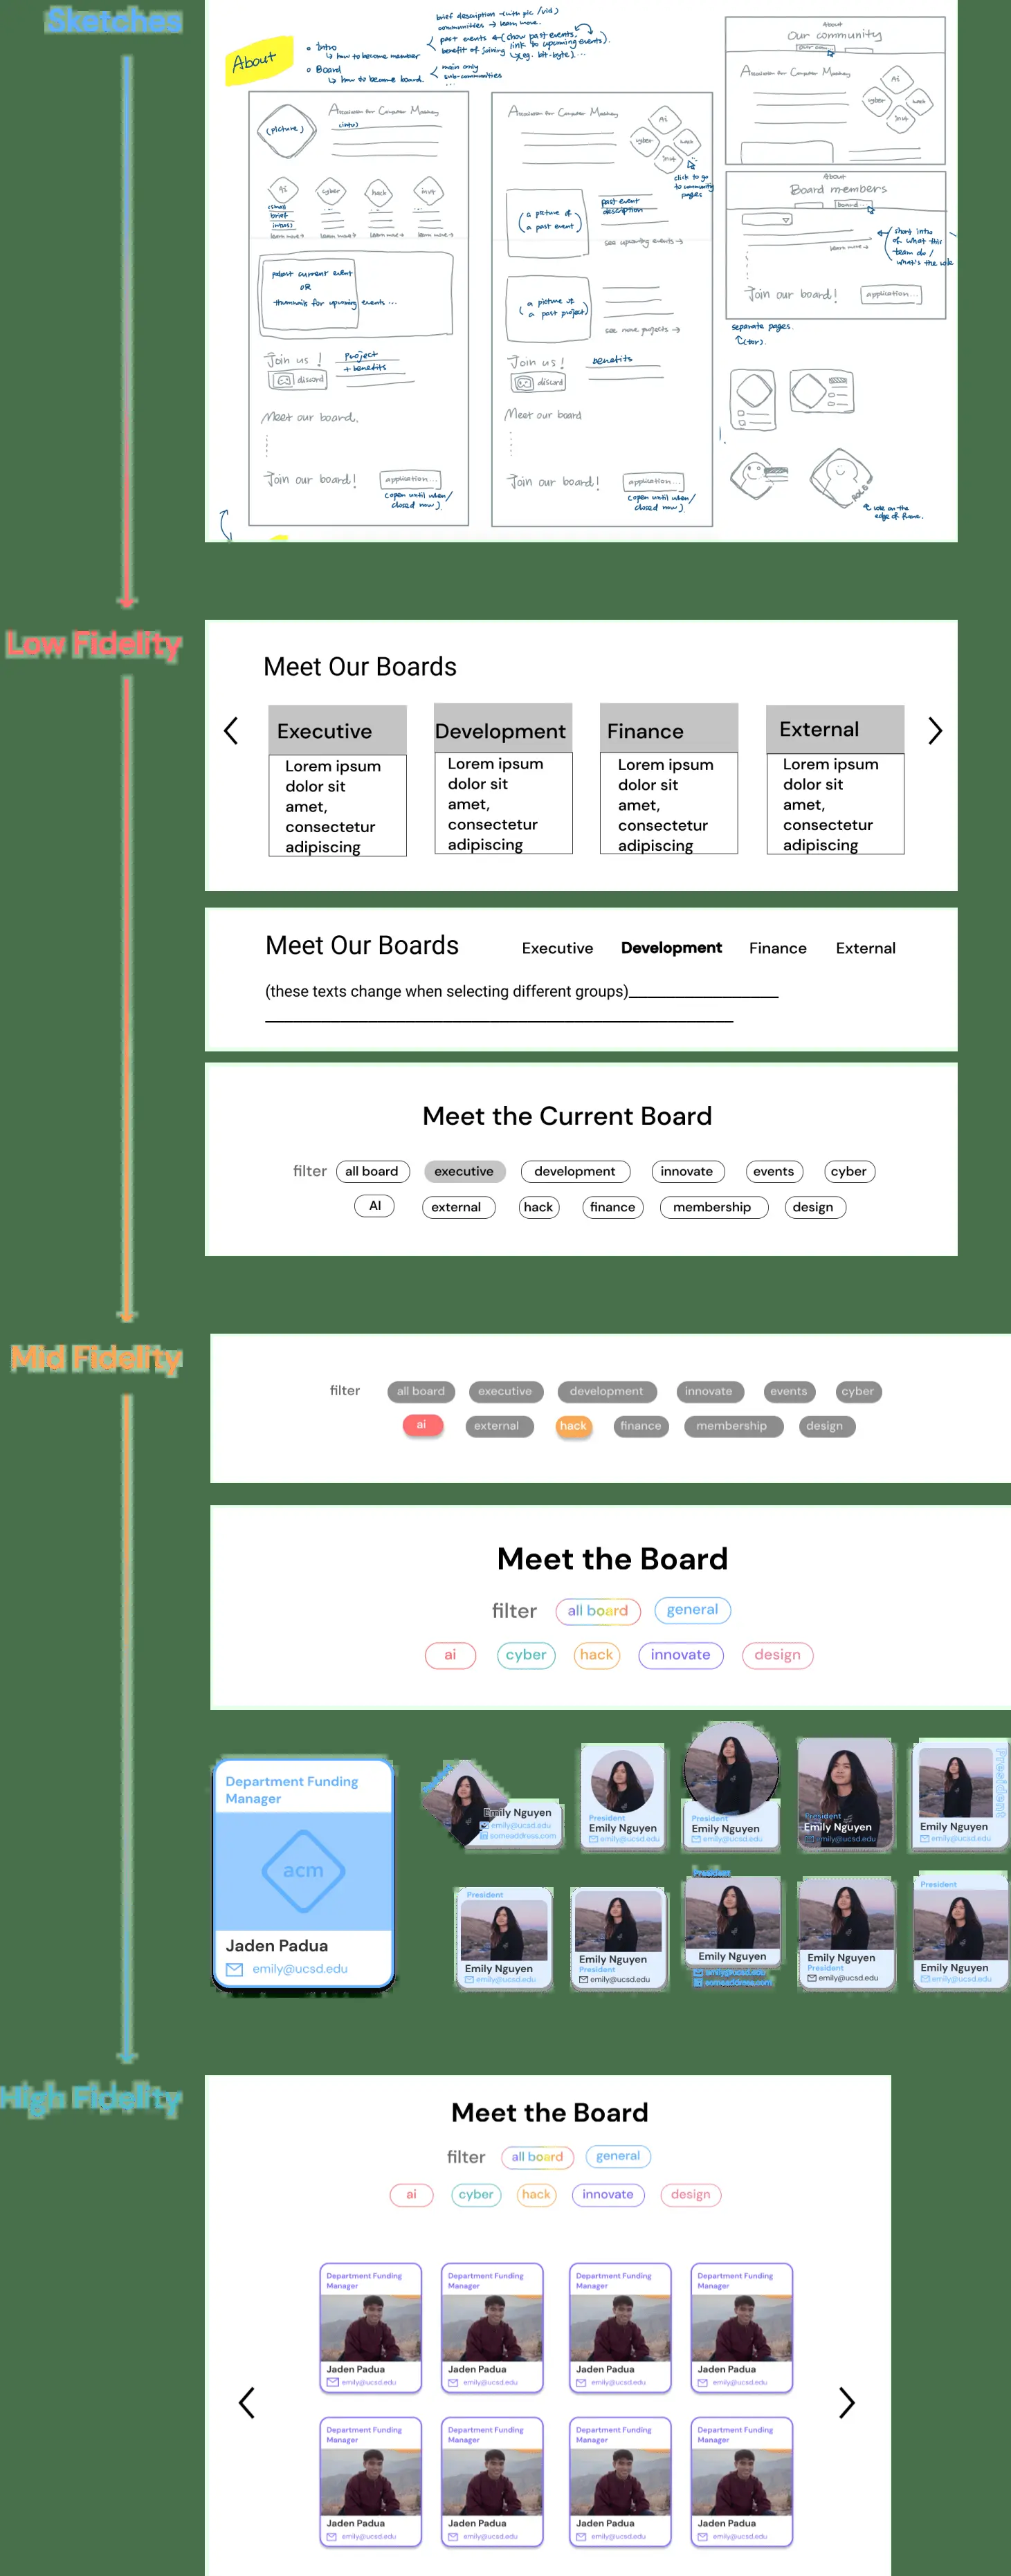 Sketches
About
o Intro
↳ how to become member
o Board
↳ how to become board.
brief description - (with pic / vid)
communities → learn more.
past events ← (show past events,
link to upcoming events).
benefit of joining ↳ (eg. bit-byte)...
main only
sub-communities
...
(picture)
Association for Computer Machinery
(intro)
Ai
cyber
hack
innv
(small
brief
intros)
learn more →
learn more →
learn more →
learn more →
current event
OR
thumbnails for upcoming events ...
Join us !
discord
Project
+ benefits
Meet our board.
Join our board!
application ...
(open until when/
closed now)
Association for Computer Machinery
Ai
cyber
hack
innv
click to go
to community
pages
(a picture of
a past event)
past event
description
see upcoming events →
(a picture of
a past project)
see more projects →
Join us!
discord
benefits
Meet our board
Join our board!
application ...
(open until when/
closed now)
About
Our community
Association for Computer Machinery
Ai
cyber
hack
innv
About
Board members
board
learn more →
(short intro
of what this
team do /
what's the role
Join our board!
application...
separate pages.
role on the
edge of frame.
Low Fidelity
Meet Our Boards
Executive
Lorem ipsum
dolor sit
amet,
consectetur
adipiscing
Development
Lorem ipsum
dolor sit
amet,
consectetur
adipiscing
Finance
Lorem ipsum
dolor sit
amet,
consectetur
adipiscing
External
Lorem ipsum
dolor sit
amet,
consectetur
adipiscing
Meet Our Boards Executive Development Finance External
(these texts change when selecting different groups)
Meet the Current Board
filter all board executive development innovate events cyber
AI external hack finance membership design
Mid Fidelity
filter all board executive development innovate events cyber
ai external hack finance membership design
Meet the Board
filter all board general
ai cyber hack innovate design
Department Funding
Manager
acm
Jaden Padua
emily@ucsd.edu
Emily Nguyen
emily@ucsd.edu
someaddress.com
President
Emily Nguyen
emily@ucsd.edu
President
Emily Nguyen
emily@ucsd.edu
President
Emily Nguyen
emily@ucsd.edu
President
Emily Nguyen
emily@ucsd.edu
President
Emily Nguyen
emily@ucsd.edu
Emily Nguyen
President
emily@ucsd.edu
President
Emily Nguyen
emily@ucsd.edu
someaddress.com
Emily Nguyen
President
emily@ucsd.edu
President
Emily Nguyen
emily@ucsd.edu
High Fidelity
Meet the Board
filter all board general
ai cyber hack innovate design
Department Funding
Manager
Jaden Padua
emily@ucsd.edu
Department Funding
Manager
Jaden Padua
emily@ucsd.edu
Department Funding
Manager
Jaden Padua
emily@ucsd.edu
Department Funding
Manager
Jaden Padua
emily@ucsd.edu
Department Funding
Manager
Jaden Padua
emily@ucsd.edu
Department Funding
Manager
Jaden Padua
emily@ucsd.edu
Department Funding
Manager
Jaden Padua
emily@ucsd.edu
Department Funding
Manager
Jaden Padua
emily@ucsd.edu